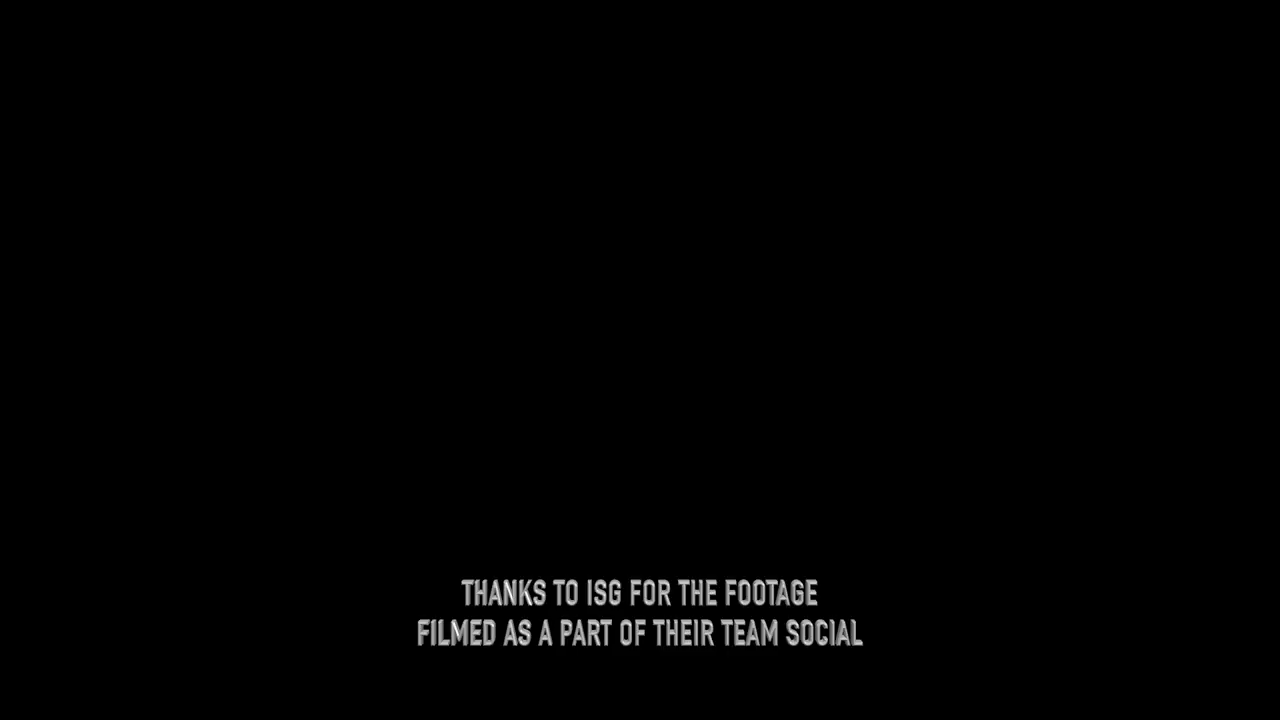 THANKS TO ISG FOR THE FOOTAGE
FILMED AS A PART OF THEIR TEAM SOCIAL